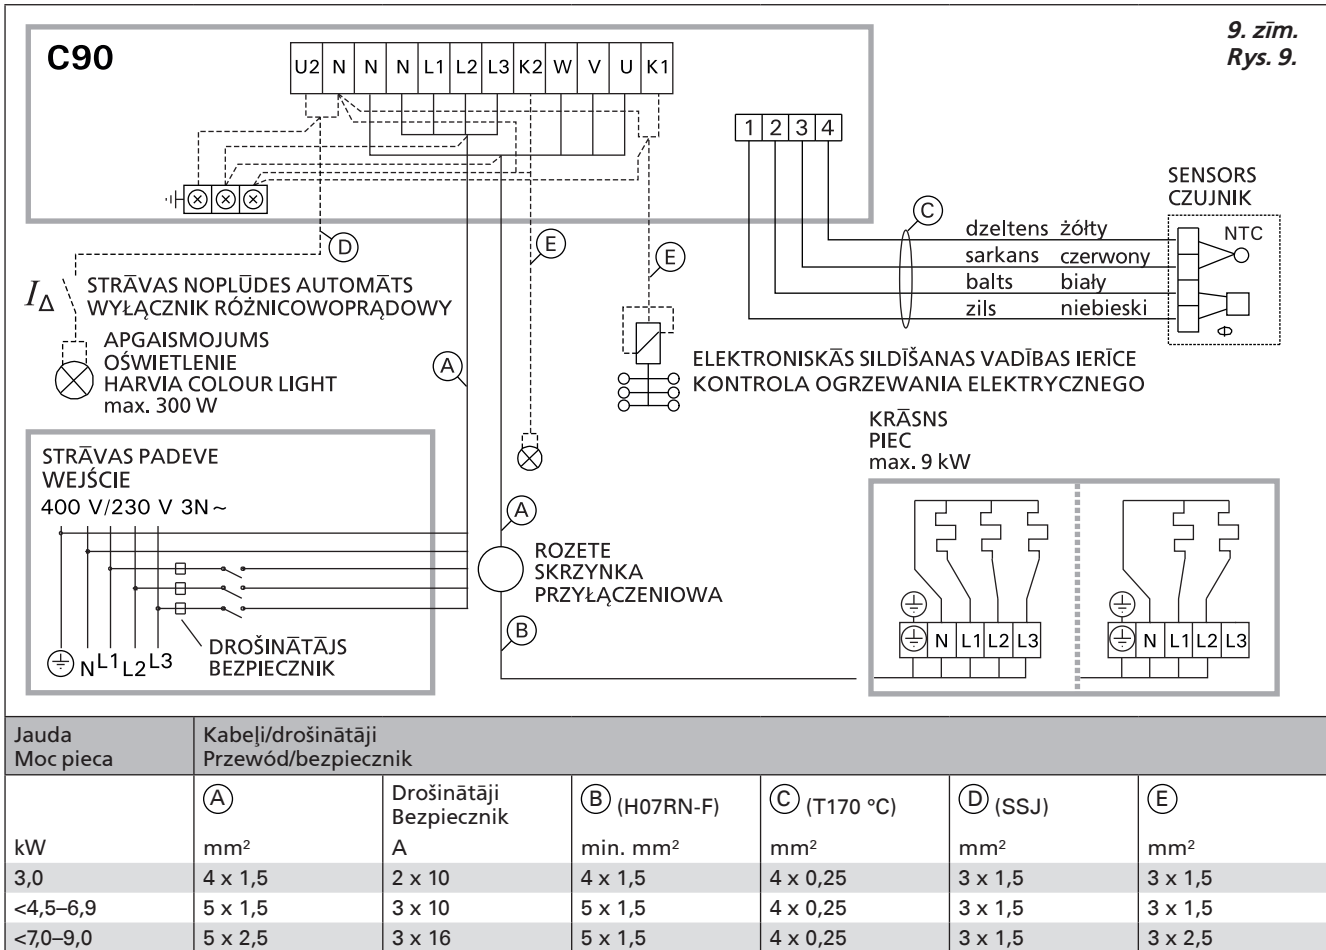 C90
9. zīm.
Rys. 9.
U2 N N N L1 L2 L3 K2 W V U K1
1 2 3 4
SENSORS
CZUJNIK
NTC
C
dzeltens żółty
sarkans czerwony
balts biały
zils niebieski
Φ
D
E
E
I∆
STRĀVAS NOPLŪDES AUTOMĀTS
WYŁĄCZNIK RÓŻNICOWOPRĄDOWY
APGAISMOJUMS
OŚWIETLENIE
HARVIA COLOUR LIGHT
max. 300 W
A
ELEKTRONISKĀS SILDĪŠANAS VADĪBAS IERĪCE
KONTROLA OGRZEWANIA ELEKTRYCZNEGO
KRĀSNS
PIEC
max. 9 kW
STRĀVAS PADEVE
WEJŚCIE
400 V/230 V 3N~
A
ROZETE
SKRZYNKA
PRZYŁĄCZENIOWA
B
DROŠINĀTĀJS
BEZPIECZNIK
N L1 L2 L3
N L1 L2 L3
N L1 L2 L3
Jauda Kabeļi/drošinātāji
Moc pieca Przewód/bezpiecznik
A Drošinātāji Bezpiecznik B (H07RN-F) C (T170 °C) D (SSJ) E
kW mm² A min. mm² mm² mm² mm²
3,0 4 x 1,5 2 x 10 4 x 1,5 4 x 0,25 3 x 1,5 3 x 1,5
<4,5–6,9 5 x 1,5 3 x 10 5 x 1,5 4 x 0,25 3 x 1,5 3 x 1,5
<7,0–9,0 5 x 2,5 3 x 16 5 x 1,5 4 x 0,25 3 x 1,5 3 x 2,5